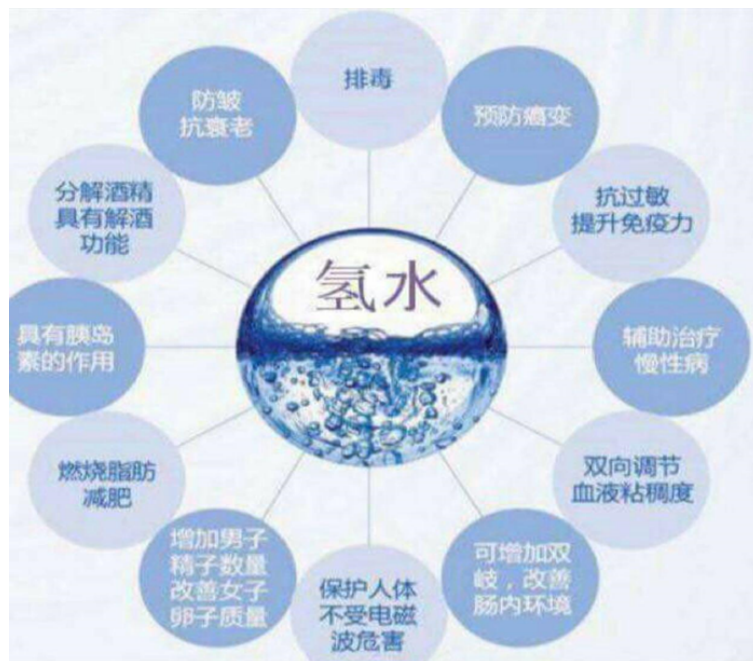 排毒
防皱
抗衰老
预防癌变
分解酒精
具有解酒
功能
抗过敏
提升免疫力
氢水
具有胰岛
素的作用
辅助治疗
慢性病
燃烧脂肪
减肥
双向调节
血液粘稠度
增加男子
精子数量
改善女子
卵子质量
保护人体
不受电磁
波危害
可增加双
歧，改善
肠内环境